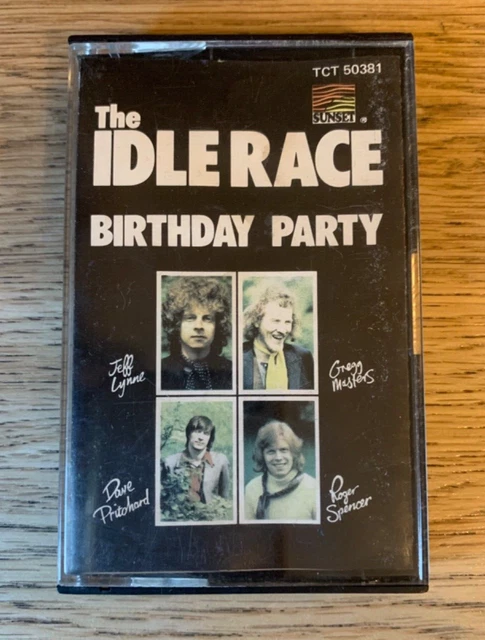 TCT 50381
SUNSET ®
The
IDLE RACE
BIRTHDAY PARTY
Jeff
Lynne
Gregg
Masters
Dave
Pritchard
Roger
Spencer